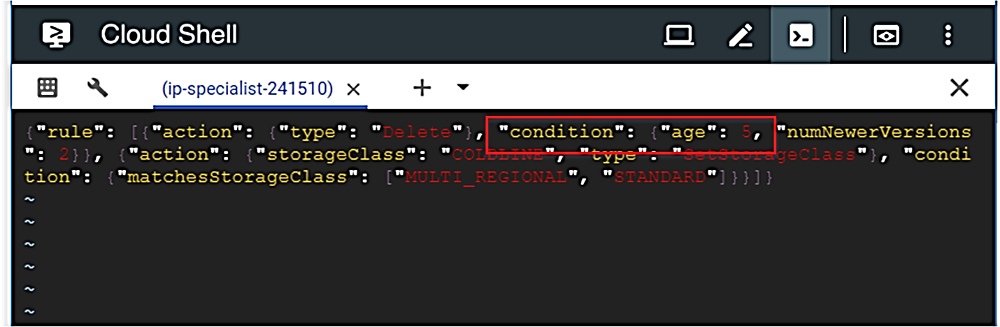 Cloud Shell
(ip-specialist-241510)
{"rule": [{"action": {"type": "Delete"}, "condition": {"age": 5, "numNewerVersions
": 2}}, {"action": {"storageClass": "COLDLINE", "type": "SetStorageClass"}, "condi
tion": {"matchesStorageClass": ["MULTI_REGIONAL", "STANDARD"]}}]}
~
~
~
~
~
~